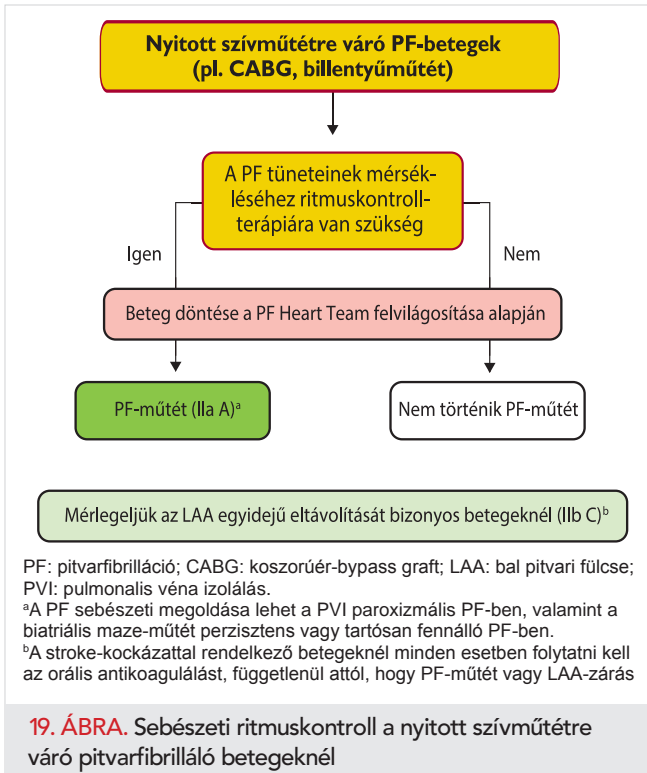 Nyitott szívműtétre váró PF-betegek
(pl. CABG, billentyűműtét)
A PF tüneteinek mérsék-
léséhez ritmuskontroll-
terápiára van szükség
Igen
Nem
Beteg döntése a PF Heart Team felvilágosítása alapján
PF-műtét (IIa A)ᵃ
Nem történik PF-műtét
Mérlegeljük az LAA egyidejű eltávolítását bizonyos betegeknél (IIb C)ᵇ
PF: pitvarfibrilláció; CABG: koszorúér-bypass graft; LAA: bal pitvari fülcse;
PVI: pulmonalis véna izolálás.
ᵃA PF sebészeti megoldása lehet a PVI paroxizmális PF-ben, valamint a
biatriális maze-műtét perzisztens vagy tartósan fennálló PF-ben.
ᵇA stroke-kockázattal rendelkező betegeknél minden esetben folytatni kell
az orális antikoagulálást, függetlenül attól, hogy PF-műtét vagy LAA-zárás
19. ÁBRA. Sebészeti ritmuskontroll a nyitott szívműtétre
váró pitvarfibrilláló betegeknél